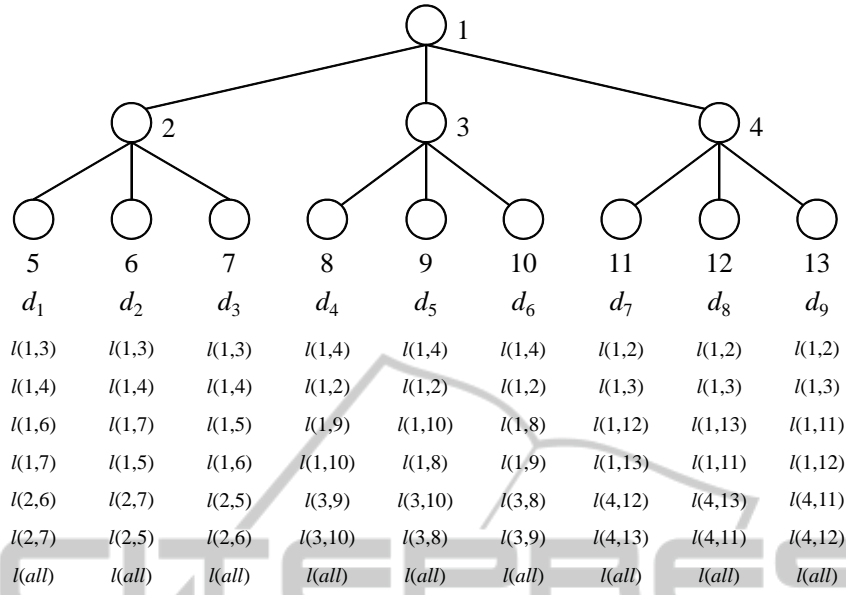 1
2 3 4
5 6 7 8 9 10 11 12 13
d1 d2 d3 d4 d5 d6 d7 d8 d9
l(1,3) l(1,3) l(1,3) l(1,4) l(1,4) l(1,4) l(1,2) l(1,2) l(1,2)
l(1,4) l(1,4) l(1,4) l(1,2) l(1,2) l(1,2) l(1,3) l(1,3) l(1,3)
l(1,6) l(1,7) l(1,5) l(1,9) l(1,10) l(1,8) l(1,12) l(1,13) l(1,11)
l(1,7) l(1,5) l(1,6) l(1,10) l(1,8) l(1,9) l(1,13) l(1,11) l(1,12)
l(2,6) l(2,7) l(2,5) l(3,9) l(3,10) l(3,8) l(4,12) l(4,13) l(4,11)
l(2,7) l(2,5) l(2,6) l(3,10) l(3,8) l(3,9) l(4,13) l(4,11) l(4,12)
l(all) l(all) l(all) l(all) l(all) l(all) l(all) l(all) l(all)